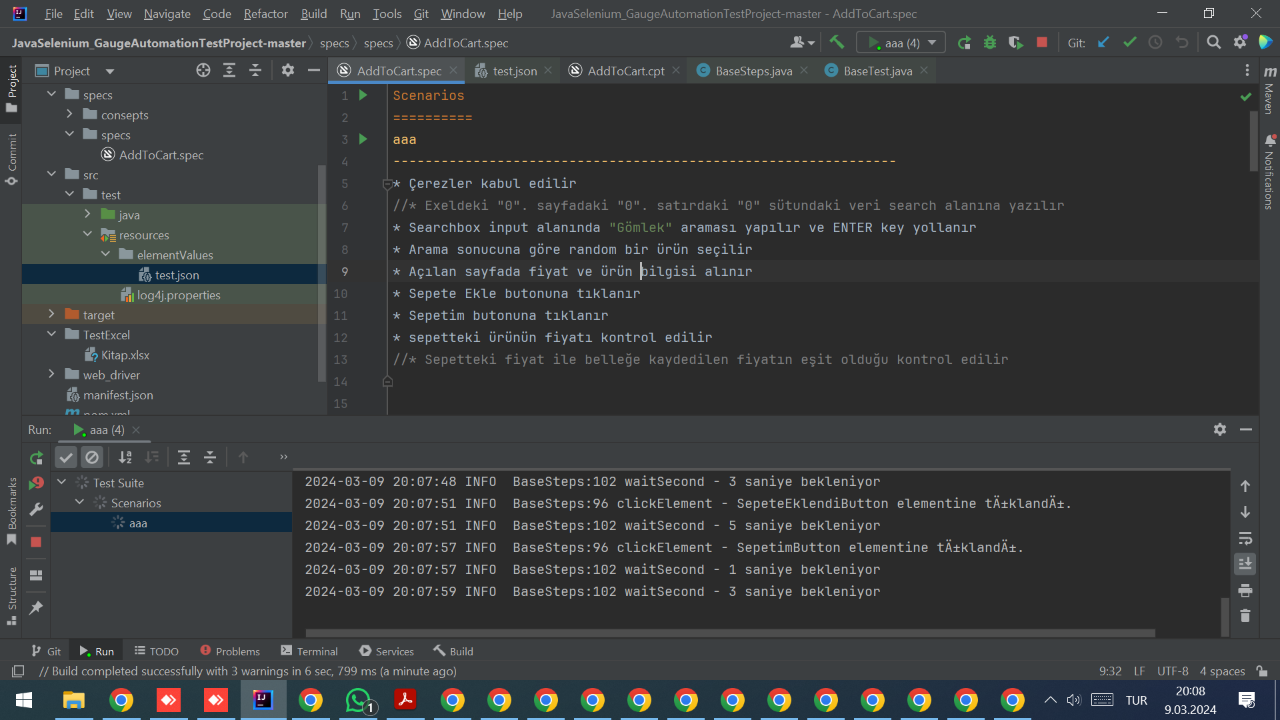 File Edit View Navigate Code Refactor Build Run Tools Git Window Help JavaSelenium_GaugeAutomationTestProject-master - AddToCart.spec
JavaSelenium_GaugeAutomationTestProject-master specs specs AddToCart.spec aaa (4) Git:
Project AddToCart.spec test.json AddToCart.cpt BaseSteps.java BaseTest.java
Project
Commit
Bookmarks
Structure
specs
consepts
specs
AddToCart.spec
src
test
java
resources
elementValues
test.json
log4j.properties
target
TestExcel
Kitap.xlsx
web_driver
manifest.json
pom.xml
1 Scenarios
2 ==========
3 aaa
4 ---------------------------------------------------------------
5 * Çerezler kabul edilir
6 //* Exeldeki "0". sayfadaki "0". satırdaki "0" sütundaki veri search alanına yazılır
7 * Searchbox input alanında "Gömlek" araması yapılır ve ENTER key yollanır
8 * Arama sonucuna göre random bir ürün seçilir
9 * Açılan sayfada fiyat ve ürün bilgisi alınır
10 * Sepete Ekle butonuna tıklanır
11 * Sepetim butonuna tıklanır
12 * sepetteki ürünün fiyatı kontrol edilir
13 //* Sepetteki fiyat ile belleğe kaydedilen fiyatın eşit olduğu kontrol edilir
14
15
m
Maven
Notifications
Run: aaa (4)
Test Suite
Scenarios
aaa
2024-03-09 20:07:48 INFO  BaseSteps:102 waitSecond - 3 saniye bekleniyor
2024-03-09 20:07:51 INFO  BaseSteps:96 clickElement - SepeteEklendiButton elementine tÄ±klandÄ±.
2024-03-09 20:07:51 INFO  BaseSteps:102 waitSecond - 5 saniye bekleniyor
2024-03-09 20:07:57 INFO  BaseSteps:96 clickElement - SepetimButton elementine tÄ±klandÄ±.
2024-03-09 20:07:57 INFO  BaseSteps:102 waitSecond - 1 saniye bekleniyor
2024-03-09 20:07:59 INFO  BaseSteps:102 waitSecond - 3 saniye bekleniyor
Git Run TODO Problems Terminal Services Build
// Build completed successfully with 3 warnings in 6 sec, 799 ms (a minute ago) 9:32 LF UTF-8 4 spaces
1 TUR 20:08
9.03.2024